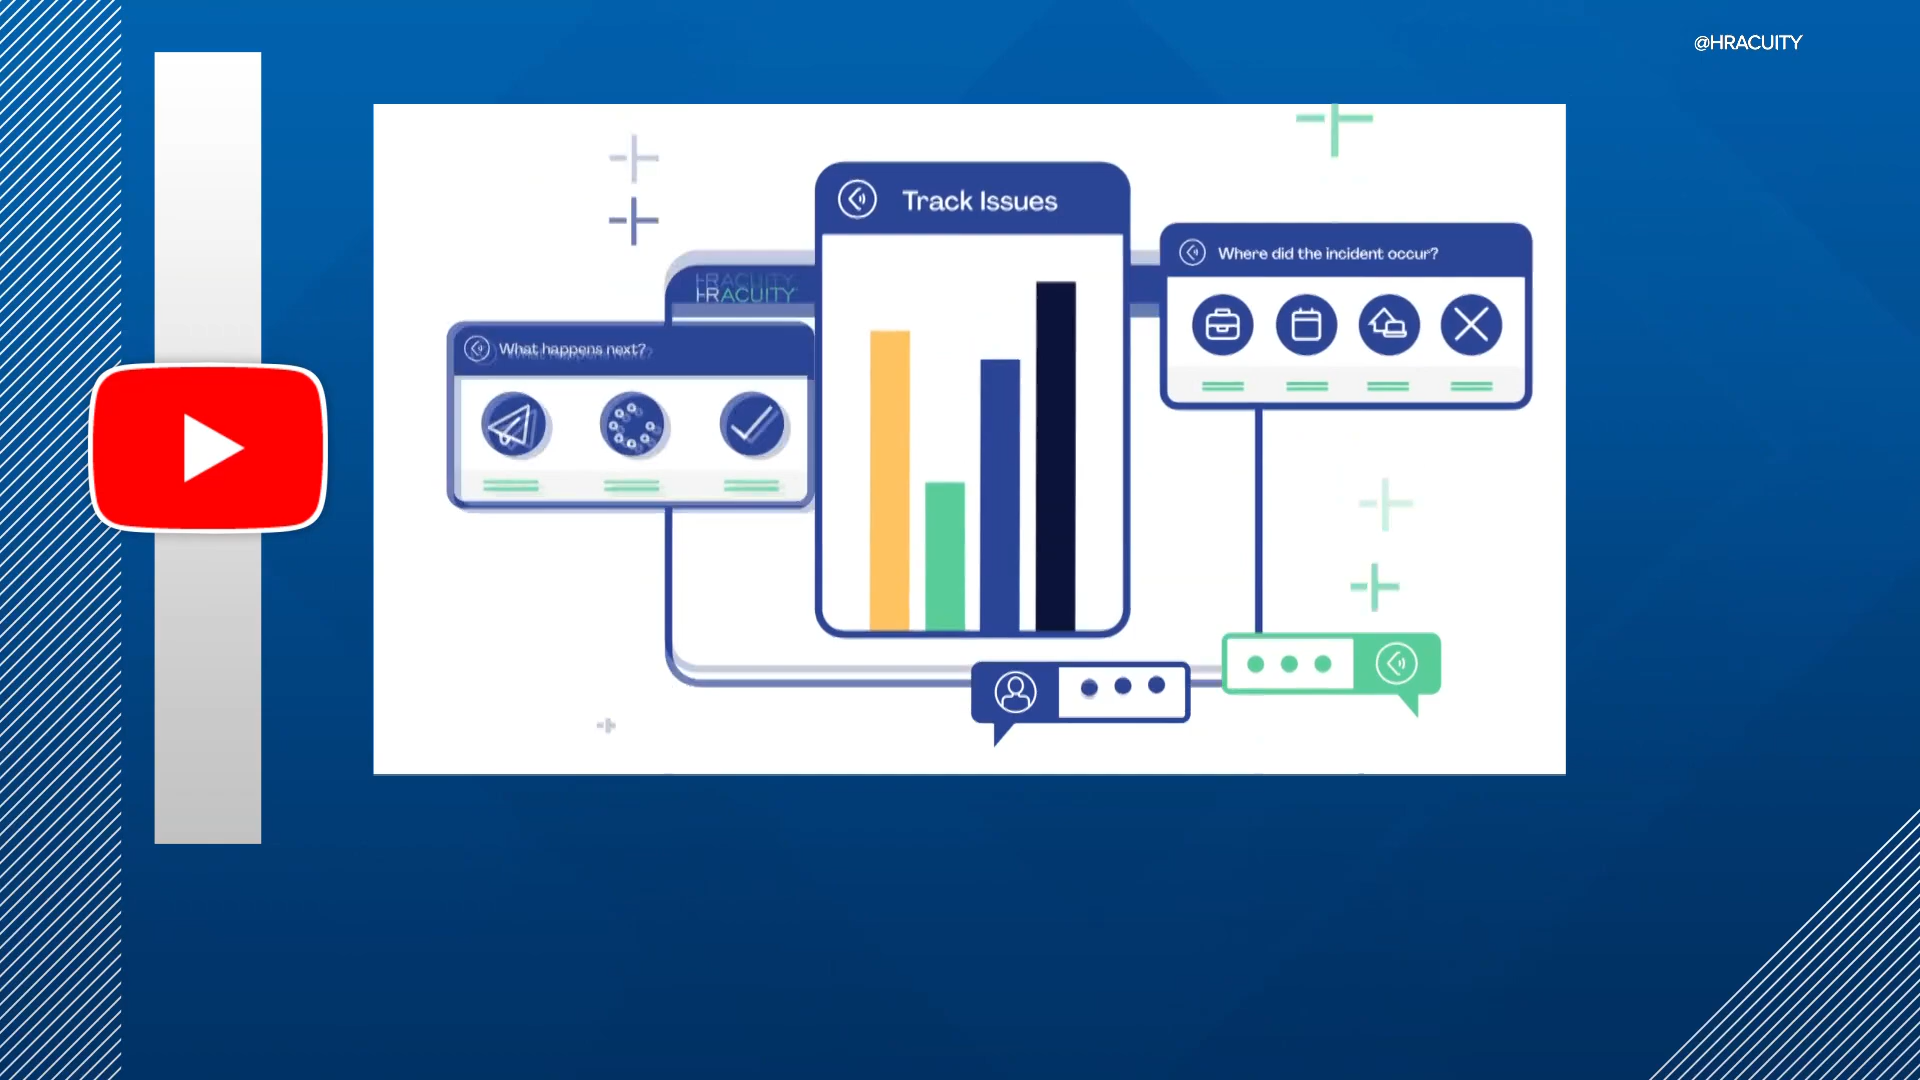 @HRACUITY
Track Issues
Where did the incident occur?
HRACUITY
What happens next?